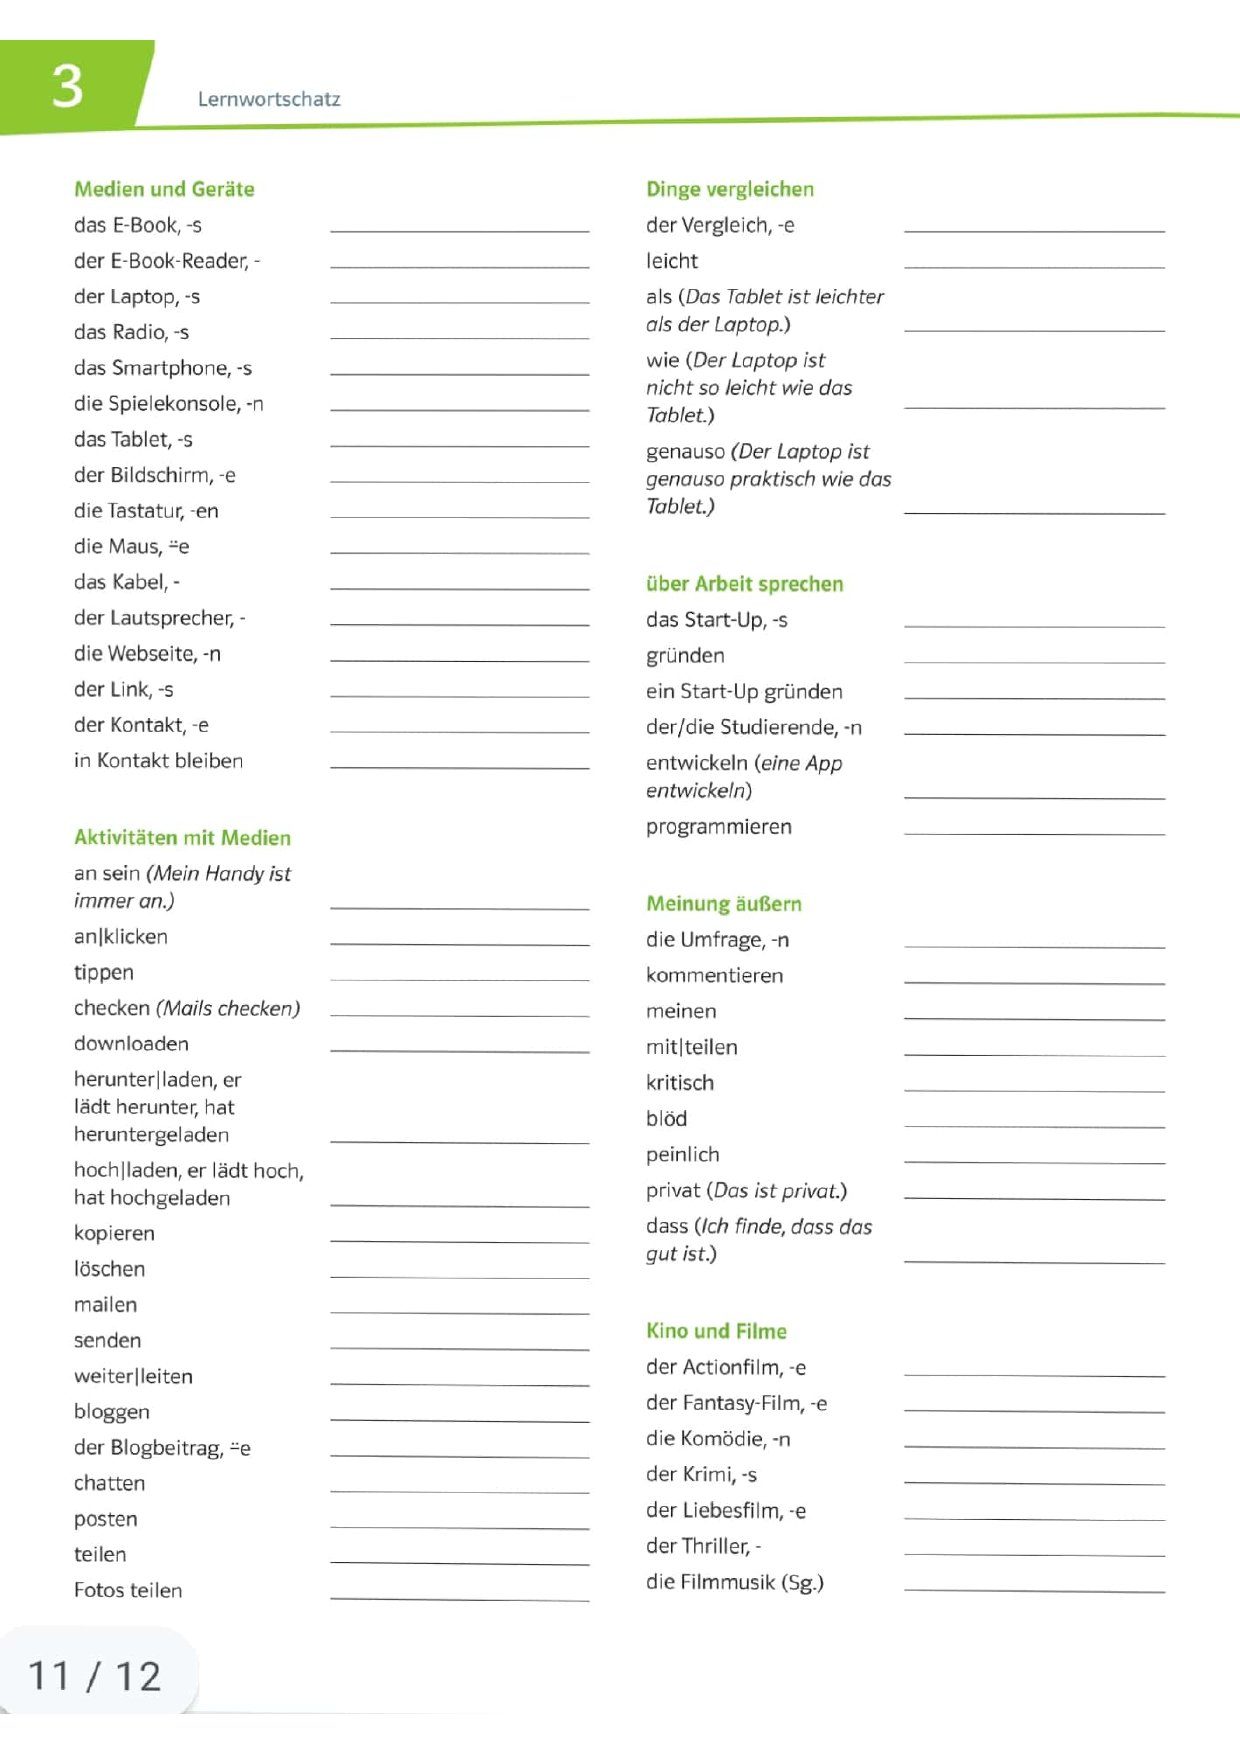 3
Lernwortschatz
Medien und Geräte
das E-Book, -s
der E-Book-Reader, -
der Laptop, -s
das Radio, -s
das Smartphone, -s
die Spielekonsole, -n
das Tablet, -s
der Bildschirm, -e
die Tastatur, -en
die Maus, ¨-e
das Kabel, -
der Lautsprecher, -
die Webseite, -n
der Link, -s
der Kontakt, -e
in Kontakt bleiben
Aktivitäten mit Medien
an sein (Mein Handy ist
immer an.)
an|klicken
tippen
checken (Mails checken)
downloaden
herunter|laden, er
lädt herunter, hat
heruntergeladen
hoch|laden, er lädt hoch,
hat hochgeladen
kopieren
löschen
mailen
senden
weiter|leiten
bloggen
der Blogbeitrag, ¨-e
chatten
posten
teilen
Fotos teilen
Dinge vergleichen
der Vergleich, -e
leicht
als (Das Tablet ist leichter
als der Laptop.)
wie (Der Laptop ist
nicht so leicht wie das
Tablet.)
genauso (Der Laptop ist
genauso praktisch wie das
Tablet.)
über Arbeit sprechen
das Start-Up, -s
gründen
ein Start-Up gründen
der/die Studierende, -n
entwickeln (eine App
entwickeln)
programmieren
Meinung äußern
die Umfrage, -n
kommentieren
meinen
mit|teilen
kritisch
blöd
peinlich
privat (Das ist privat.)
dass (Ich finde, dass das
gut ist.)
Kino und Filme
der Actionfilm, -e
der Fantasy-Film, -e
die Komödie, -n
der Krimi, -s
der Liebesfilm, -e
der Thriller, -
die Filmmusik (Sg.)
11 / 12